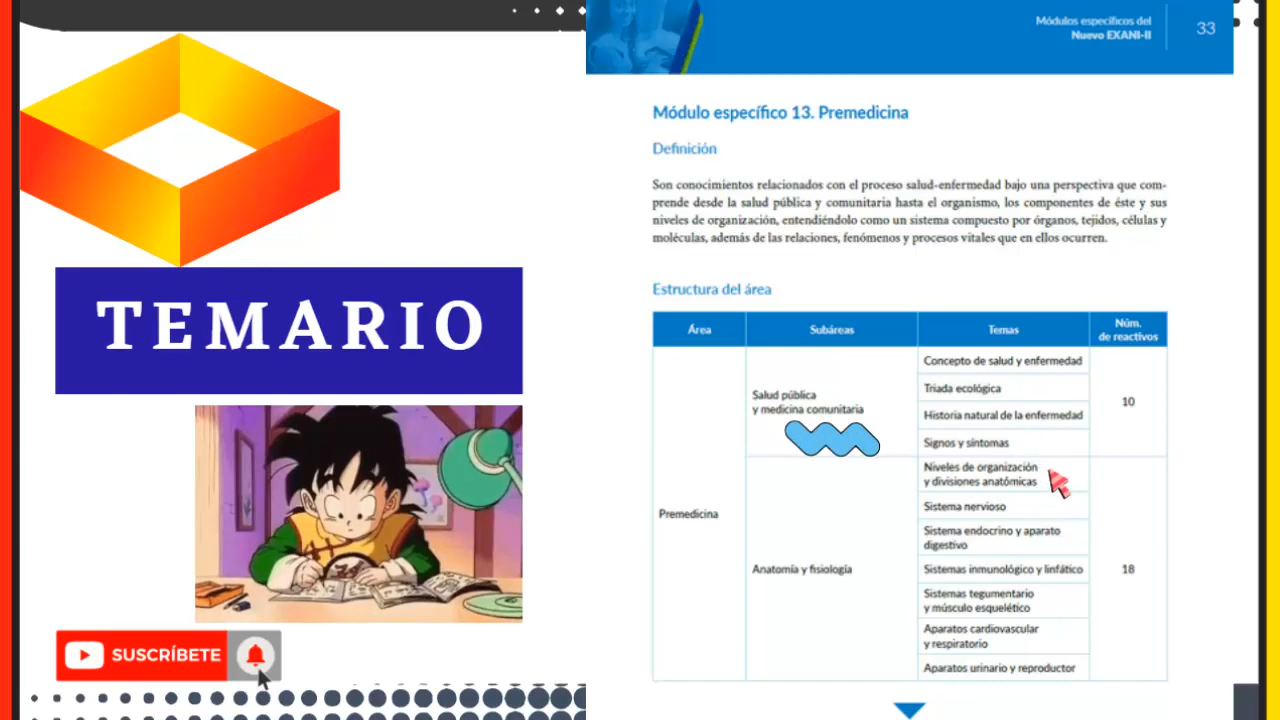 TEMARIO
SUSCRÍBETE
Módulos específicos del
Nuevo EXANI-II
33
Módulo específico 13. Premedicina
Definición
Son conocimientos relacionados con el proceso salud-enfermedad bajo una perspectiva que com-
prende desde la salud pública y comunitaria hasta el organismo, los componentes de éste y sus
niveles de organización, entendiéndolo como un sistema compuesto por órganos, tejidos, células y
moléculas, además de las relaciones, fenómenos y procesos vitales que en ellos ocurren.
Estructura del área
Área
Subáreas
Temas
Núm.
de reactivos
Premedicina
Salud pública
y medicina comunitaria
Concepto de salud y enfermedad
Triada ecológica
Historia natural de la enfermedad
Signos y síntomas
10
Anatomía y fisiología
Niveles de organización
y divisiones anatómicas
Sistema nervioso
Sistema endocrino y aparato
digestivo
Sistemas inmunológico y linfático
Sistemas tegumentario
y músculo esquelético
Aparatos cardiovascular
y respiratorio
Aparatos urinario y reproductor
18